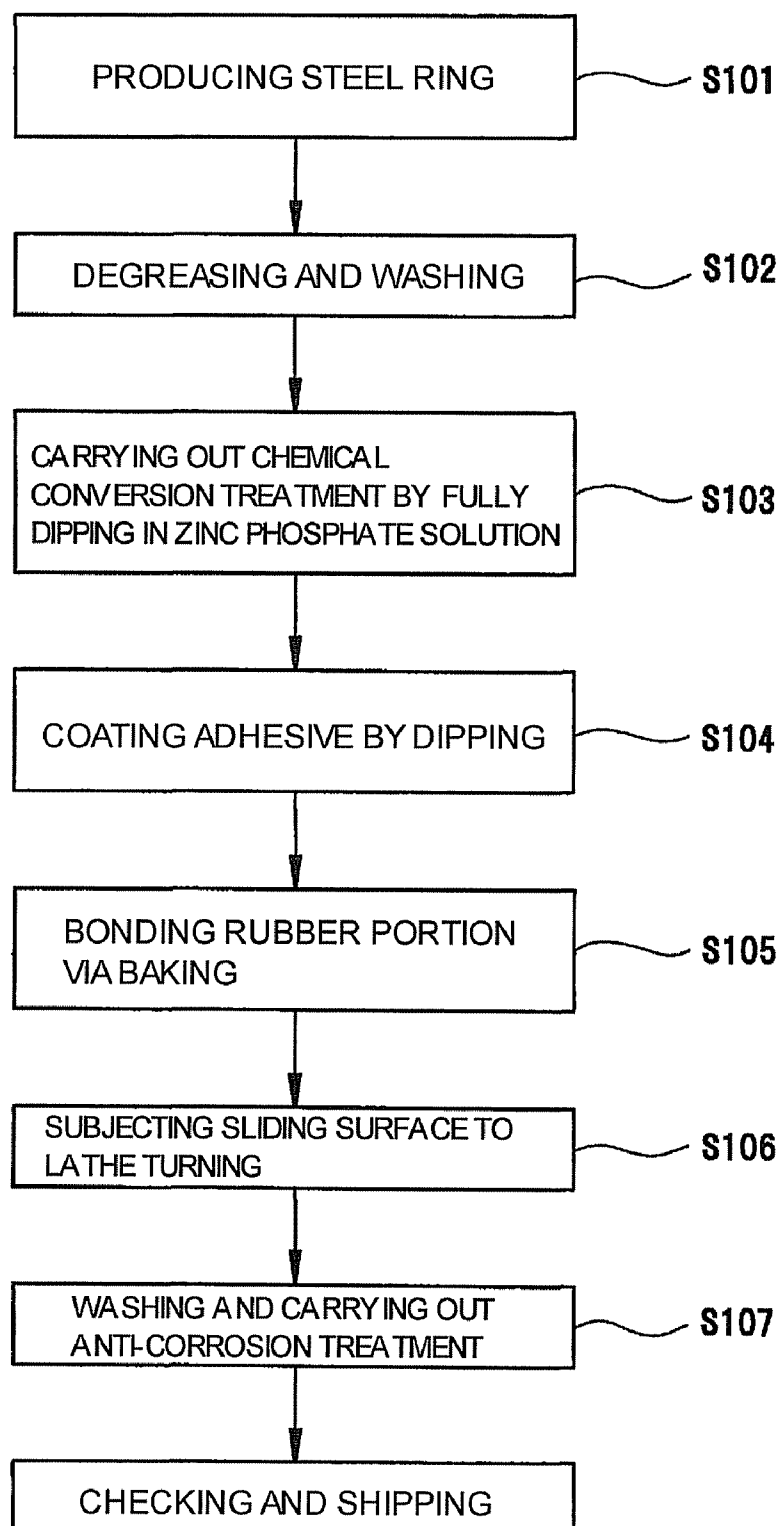 PRODUCING STEEL RING
S101
DEGREASING AND WASHING
S102
CARRYING OUT CHEMICAL
CONVERSION TREATMENT BY FULLY
DIPPING IN ZINC PHOSPHATE SOLUTION
S103
COATING ADHESIVE BY DIPPING
S104
BONDING RUBBER PORTION
VIA BAKING
S105
SUBJECTING SLIDING SURFACE TO
LATHE TURNING
S106
WASHING AND CARRYING OUT
ANTI-CORROSION TREATMENT
S107
CHECKING AND SHIPPING